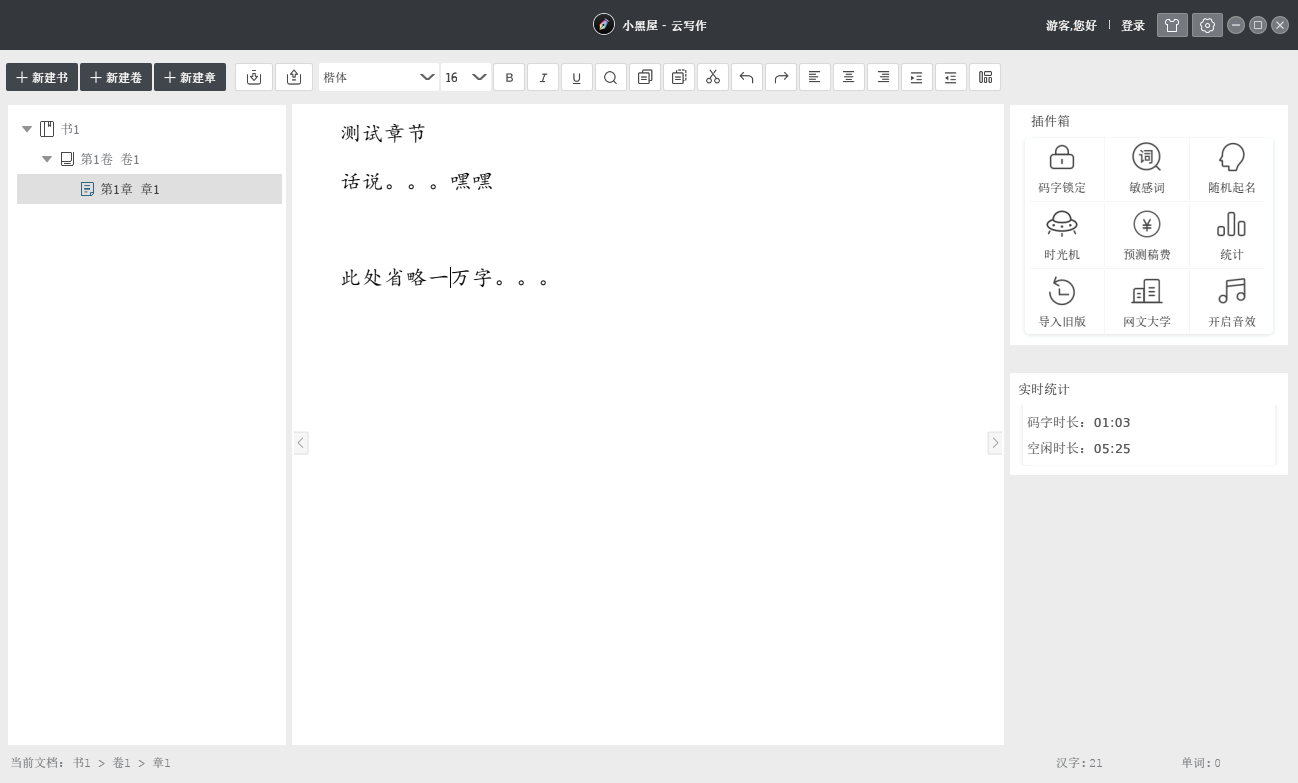 小黑屋 - 云写作
游客,您好 | 登录
新建书 新建卷 新建章
楷体 16 B I U
书1
第1卷 卷1
第1章 章1
测试章节
话说。。。嘿嘿
此处省略一万字。。。
插件箱
词
码字锁定 敏感词 随机起名
¥
时光机 预测稿费 统计
导入旧版 网文大学 开启音效
实时统计
码字时长：01:03
空闲时长：05:25
当前文档: 书1 > 卷1 > 章1
汉字:21 单词:0